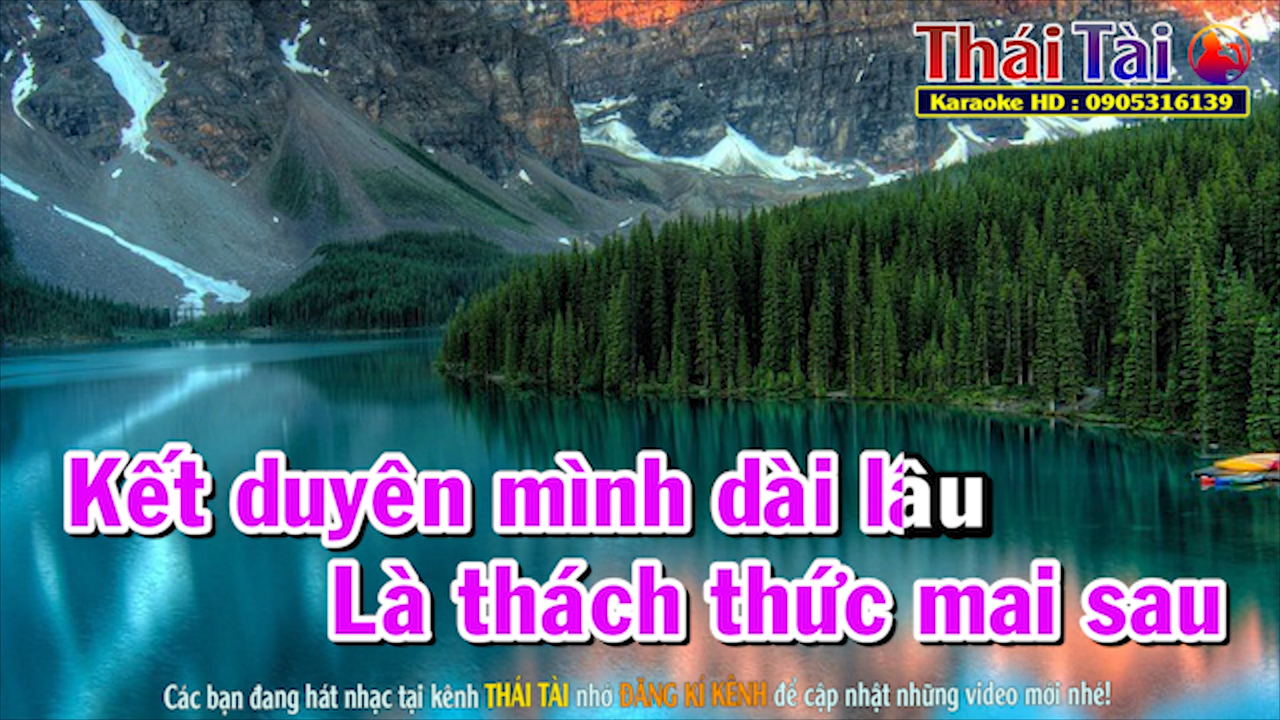 Thái Tài
Karaoke HD : 0905316139
Kết duyên mình dài lâu
Là thách thức mai sau
Các bạn đang hát nhạc tại kênh THÁI TÀI nhớ ĐĂNG KÍ KÊNH để cập nhật những video mới nhé!